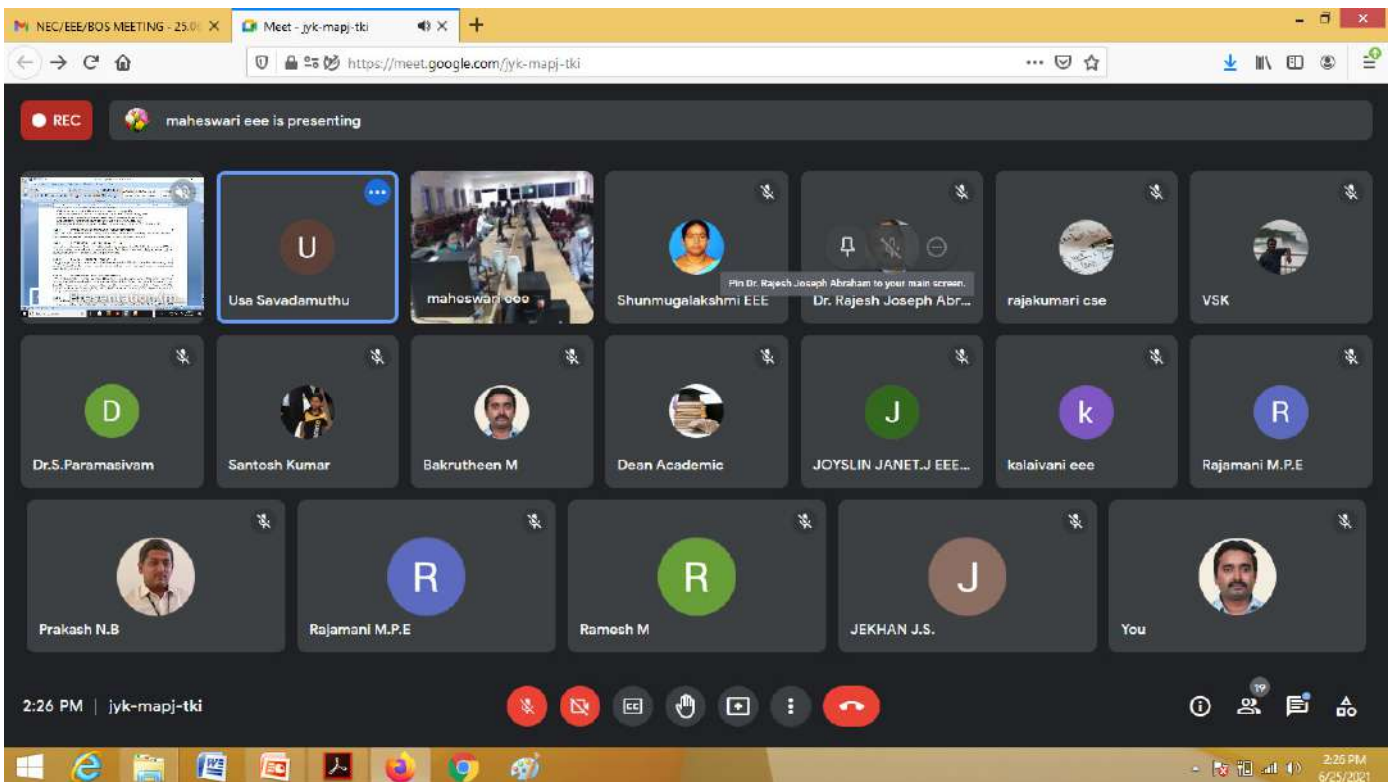 NEC/EEE/BOS MEETING - 25.0
Meet - jyk-mapj-tki
https://meet.google.com/jyk-mapj-tki
REC
maheswari eee is presenting
U
Usa Savadamuthu
maheswari eee
Shunmugalakshmi EEE
Pin Dr. Rajesh Joseph Abraham to your main screen.
Dr. Rajesh Joseph Abr...
rajakumari cse
VSK
D
Dr.S.Paramasivam
Santosh Kumar
Bakrutheen M
Dean Academic
J
JOYSLIN JANET.J EEE...
k
kalaivani eee
R
Rajamani M.P.E
Prakash N.B
R
Rajamani M.P.E
R
Ramesh M
J
JEKHAN J.S.
You
2:26 PM | jyk-mapj-tki
CC
19
2:26 PM
6/25/2021